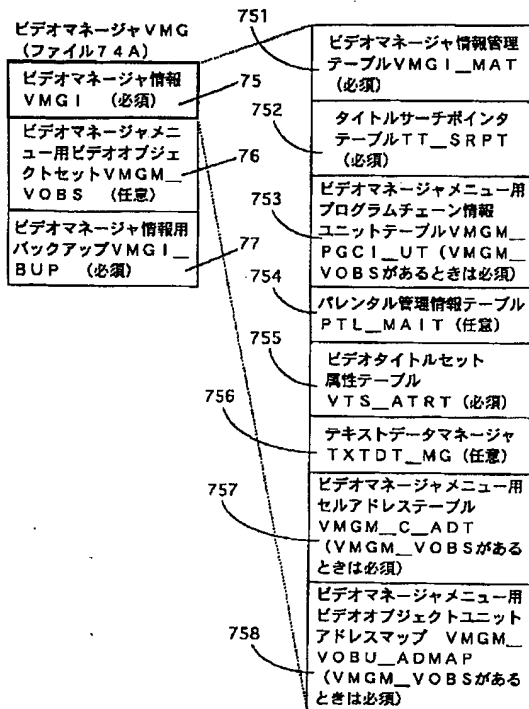 ビデオマネージャVMG
(ファイル74A)
ビデオマネージャ情報
VMGI (必須)
75
ビデオマネージャメニ
ュー用ビデオオブジェ
クトセットVMGM__
VOBS (任意)
76
ビデオマネージャ情報用
バックアップVMGI__
BUP (必須)
77
751
ビデオマネージャ情報管理
テーブルVMGI__MAT
(必須)
752
タイトルサーチポインタ
テーブルTT__SRPT
(必須)
753
ビデオマネージャメニュー用
プログラムチェーン情報
ユニットテーブルVMGM__
PGCI__UT (VMGM__
VOBSがあるときは必須)
754
パレンタル管理情報テーブル
PTL__MAIT (任意)
755
ビデオタイトルセット
属性テーブル
VTS__ATRT (必須)
756
テキストデータマネージャ
TXTDT__MG (任意)
757
ビデオマネージャメニュー用
セルアドレステーブル
VMGM__C__ADT
(VMGM__VOBSがある
ときは必須)
758
ビデオマネージャメニュー用
ビデオオブジェクトユニット
アドレスマップ VMGM__
VOBU__ADMAP
(VMGM__VOBSがある
ときは必須)